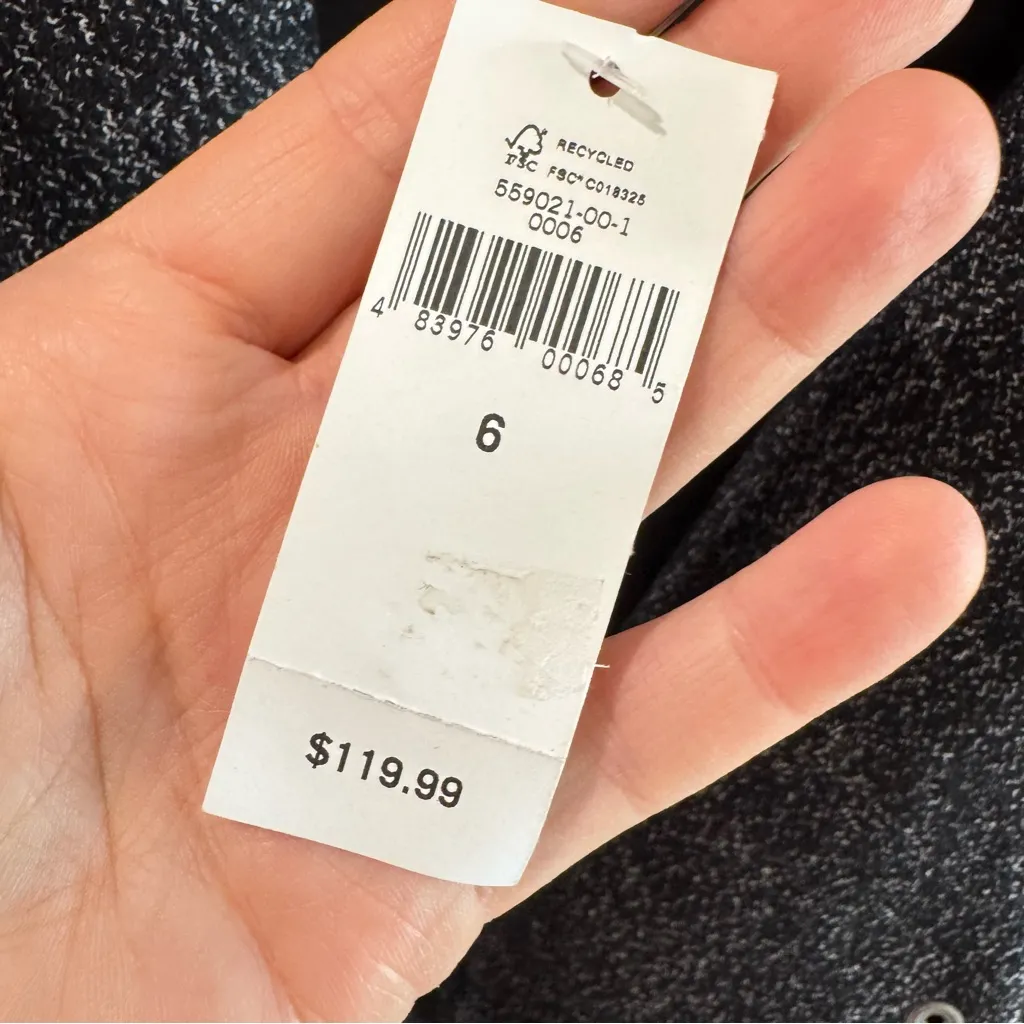 FSC RECYCLED
FSC® C018325
559021-00-1
0006
4 83976 00068 5
6
$119.99